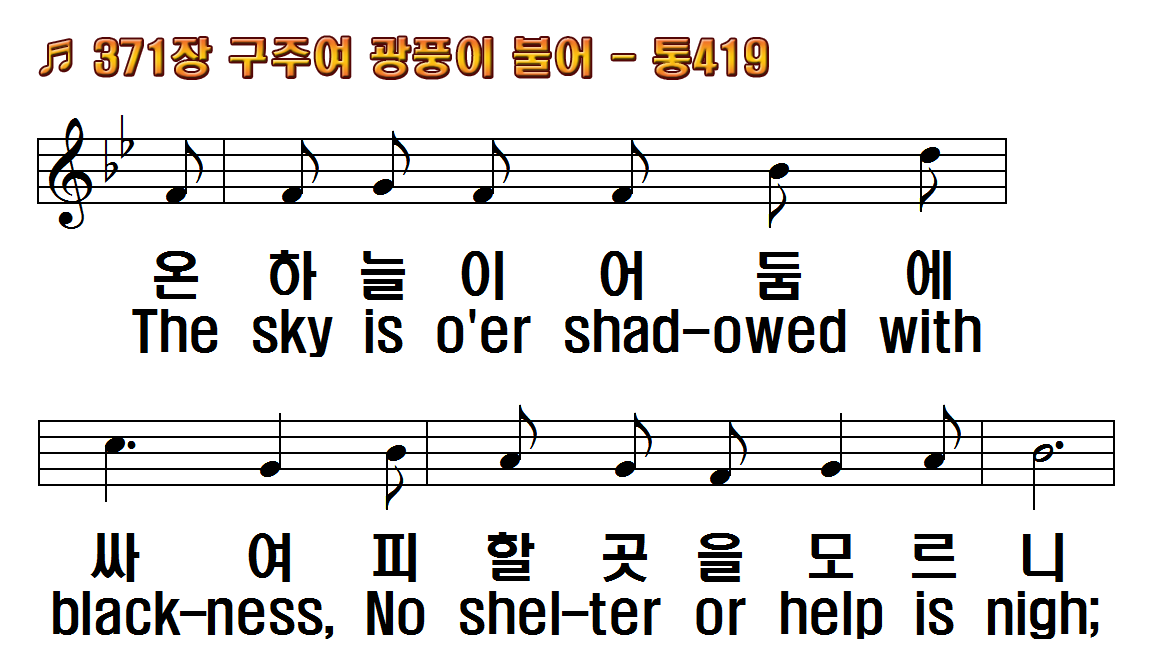 ♬ 371장 구주여 광풍이 불어 - 통419
온 하 늘 이 어 둠 에
The sky is o'er shad-owed with
싸 여 피 할 곳 을 모 르 니
black-ness, No shel-ter or help is nigh;